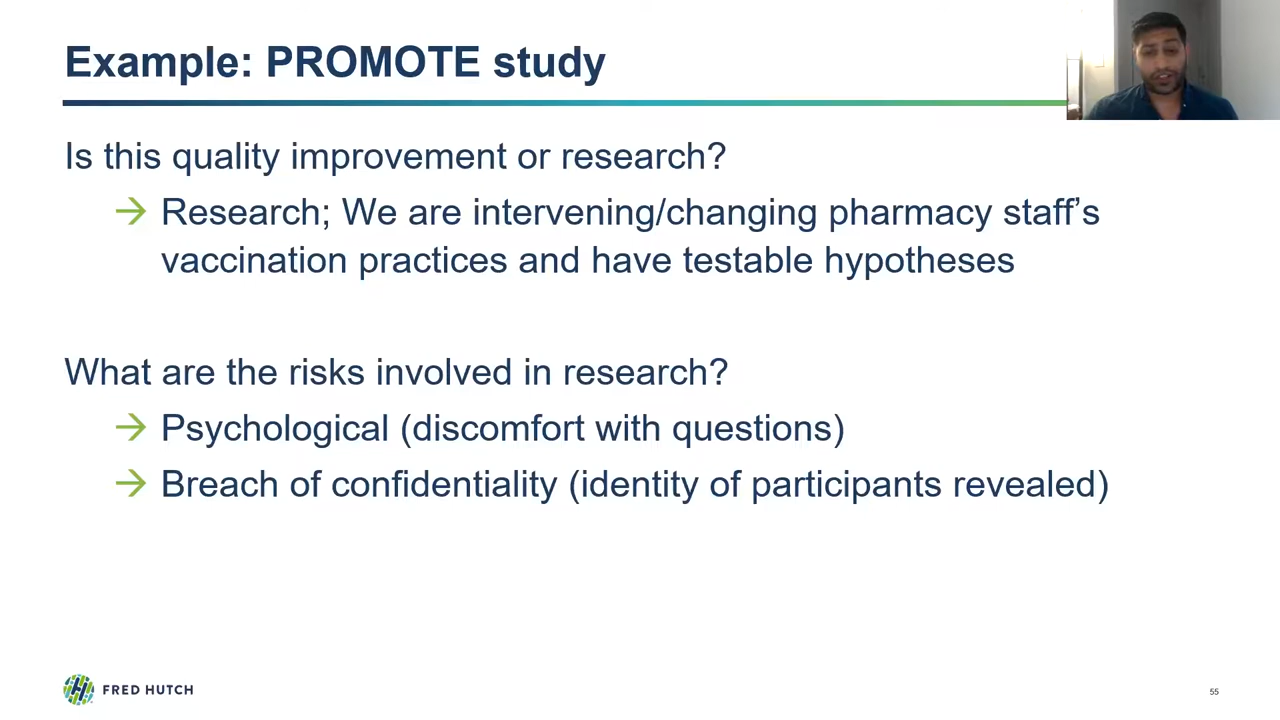 Example: PROMOTE study
Is this quality improvement or research?
→ Research; We are intervening/changing pharmacy staff’s
vaccination practices and have testable hypotheses
What are the risks involved in research?
→ Psychological (discomfort with questions)
→ Breach of confidentiality (identity of participants revealed)
FRED HUTCH
55